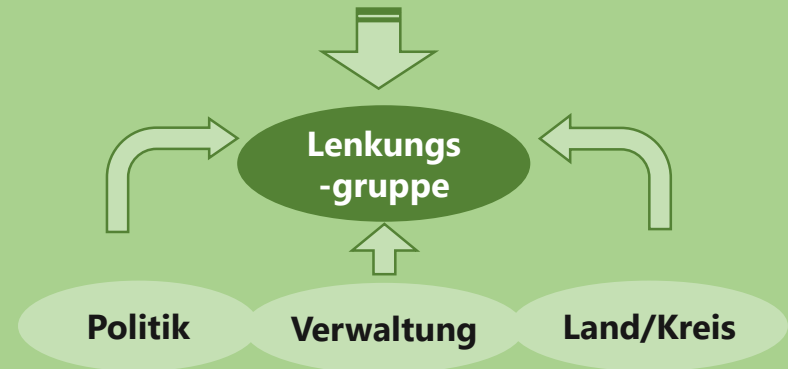 Lenkungs
-gruppe
Politik
Verwaltung
Land/Kreis